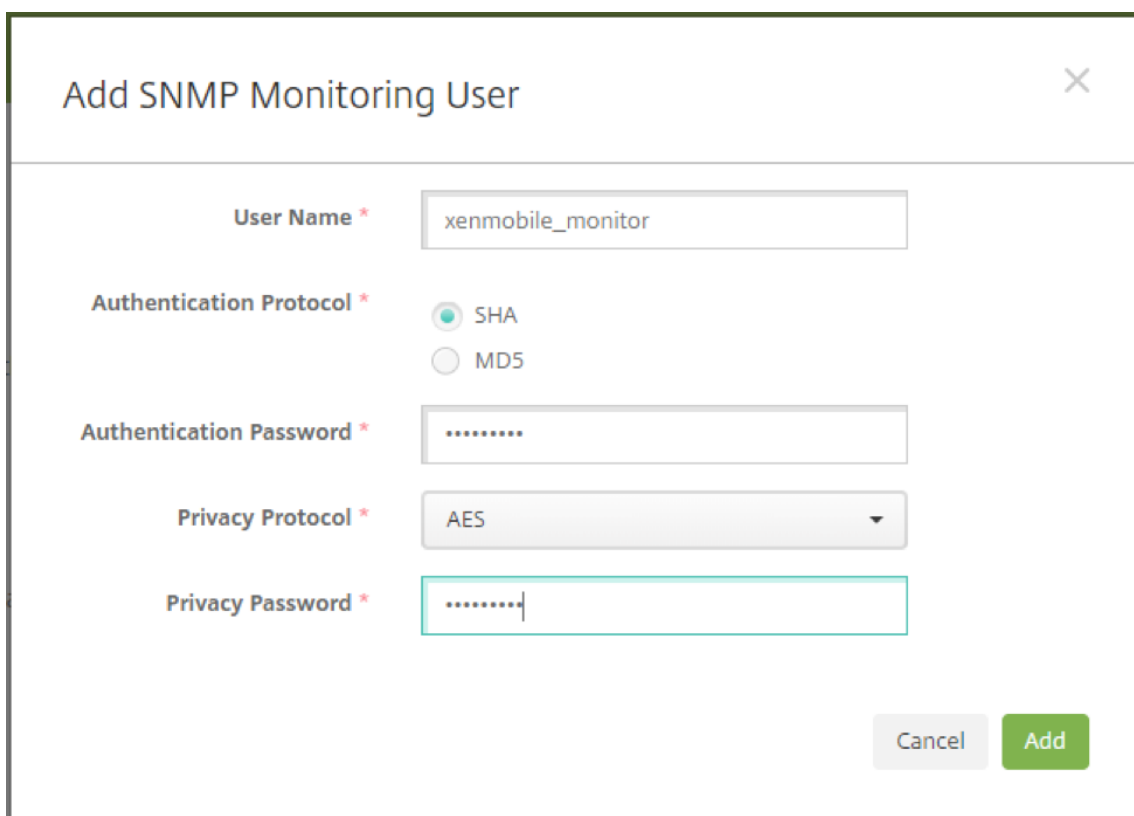 Add SNMP Monitoring User
User Name *
xenmobile_monitor
Authentication Protocol *
SHA
MD5
Authentication Password *
•••••••••
Privacy Protocol *
AES
Privacy Password *
•••••••••
Cancel
Add